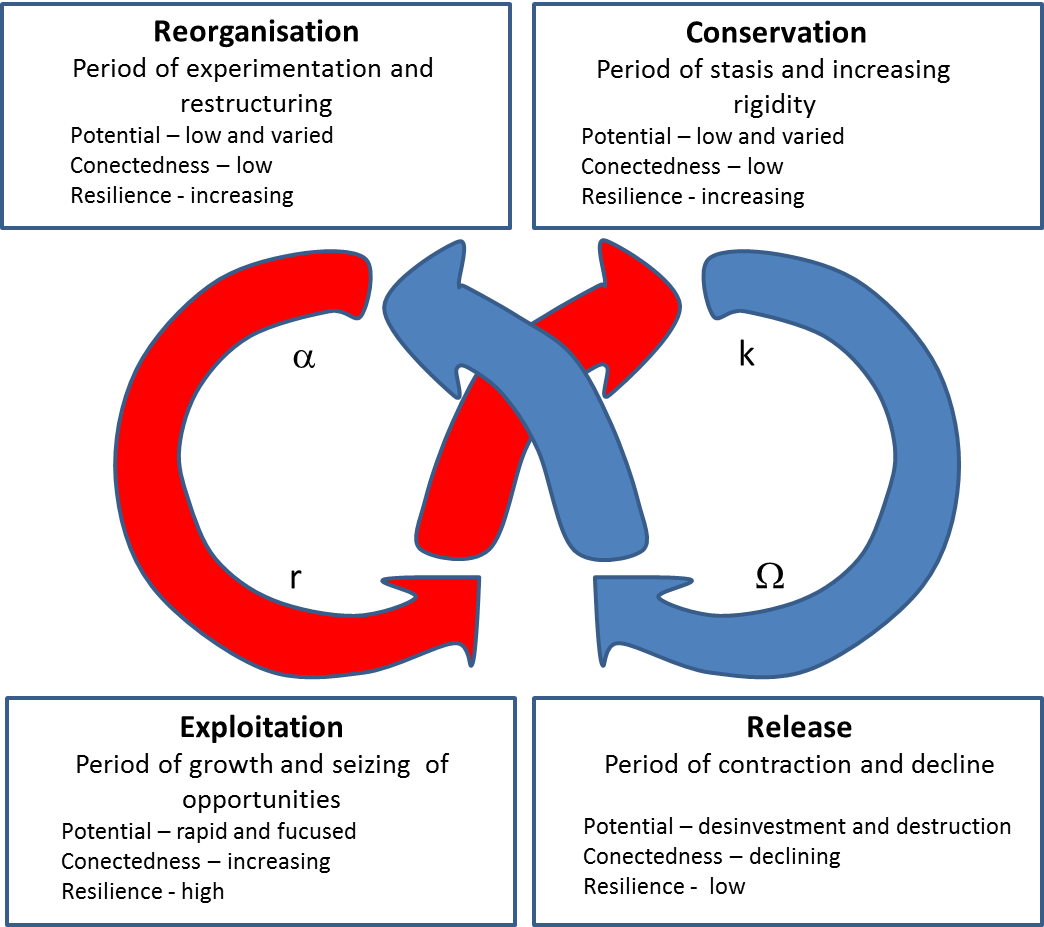 Reorganisation
Period of experimentation and
restructuring
Potential – low and varied
Conectedness – low
Resilience - increasing
Conservation
Period of stasis and increasing
rigidity
Potential – low and varied
Conectedness – low
Resilience - increasing
α
k
r
Ω
Exploitation
Period of growth and seizing of
opportunities
Potential – rapid and fucused
Conectedness – increasing
Resilience - high
Release
Period of contraction and decline
Potential – desinvestment and destruction
Conectedness – declining
Resilience - low